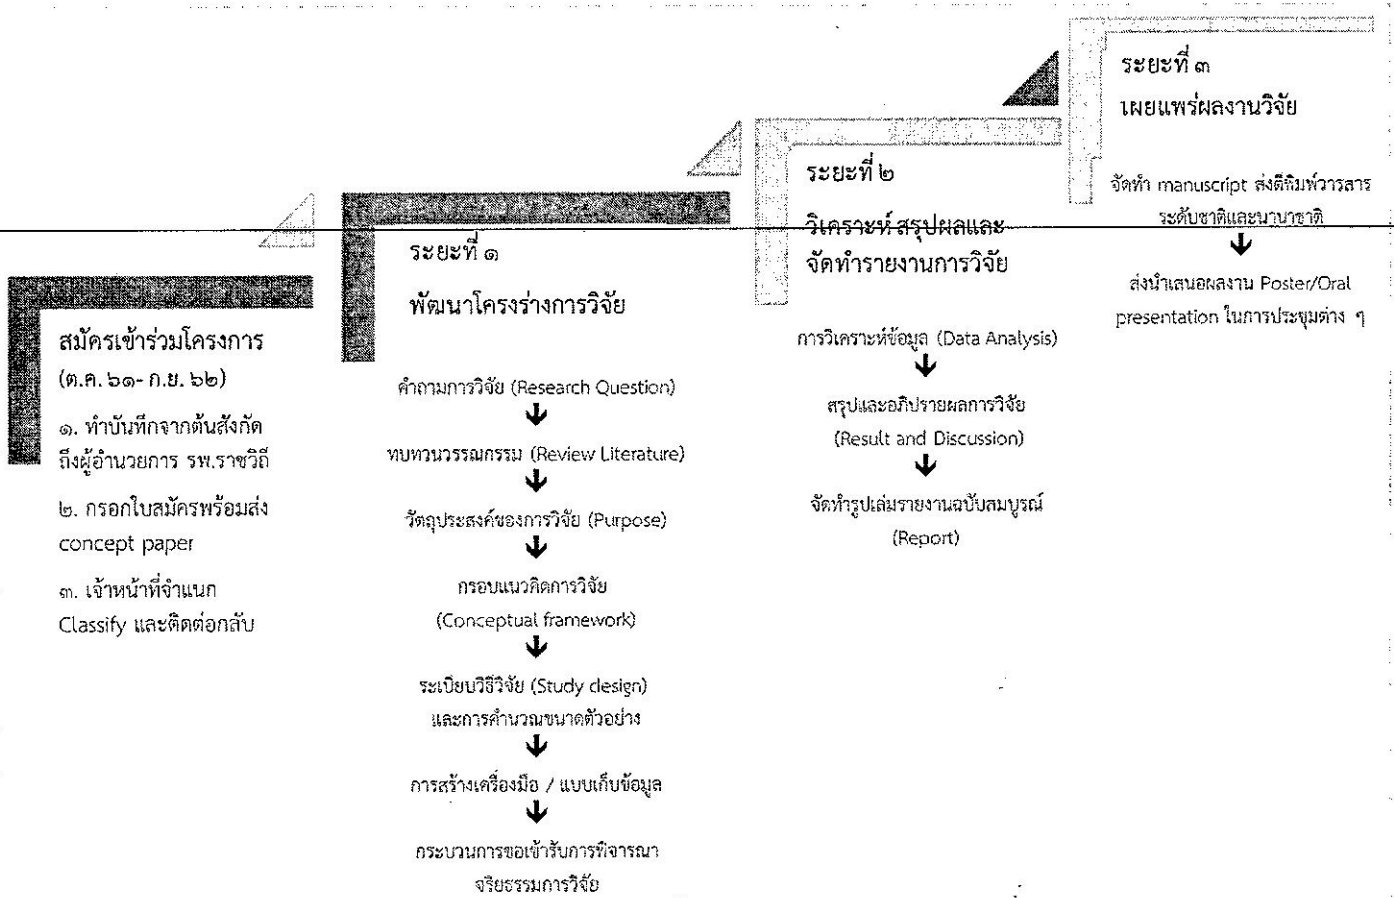 สมัครเข้าร่วมโครงการ
(ต.ค. ๖๑- ก.ย. ๖๒)
๑. ทำบันทึกจากต้นสังกัด
ถึงผู้อำนวยการ รพ.ราชวิถี
๒. กรอกใบสมัครพร้อมส่ง
concept paper
๓. เจ้าหน้าที่จำแนก
Classify และติดต่อกลับ
ระยะที่ ๑
พัฒนาโครงร่างการวิจัย
คำถามการวิจัย (Research Question)
ทบทวนวรรณกรรม (Review Literature)
วัตถุประสงค์ของการวิจัย (Purpose)
กรอบแนวคิดการวิจัย
(Conceptual framework)
ระเบียบวิธีวิจัย (Study design)
และการคำนวณขนาดตัวอย่าง
การสร้างเครื่องมือ / แบบเก็บข้อมูล
กระบวนการขอเข้ารับการพิจารณา
จริยธรรมการวิจัย
ระยะที่ ๒
วิเคราะห์ สรุปผลและ
จัดทำรายงานการวิจัย
การวิเคราะห์ข้อมูล (Data Analysis)
สรุปและอภิปรายผลการวิจัย
(Result and Discussion)
จัดทำรูปเล่มรายงานฉบับสมบูรณ์
(Report)
ระยะที่ ๓
เผยแพร่ผลงานวิจัย
จัดทำ manuscript ส่งตีพิมพ์วารสาร
ระดับชาติและนานาชาติ
ส่งนำเสนอผลงาน Poster/Oral
presentation ในการประชุมต่าง ๆ